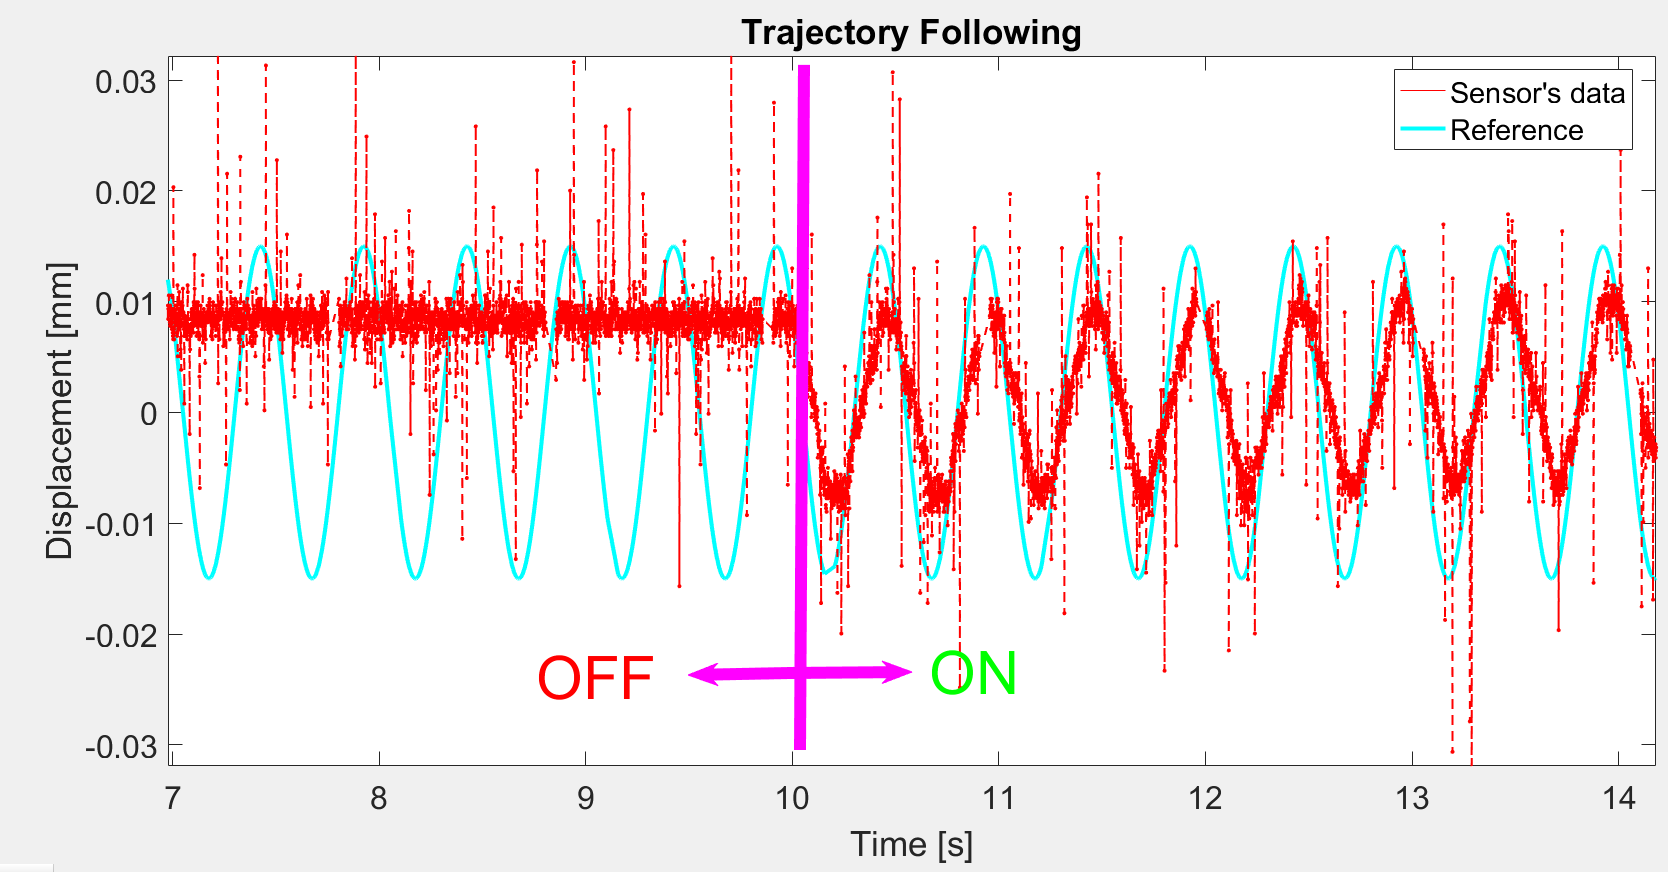 Trajectory Following
Sensor's data
Reference
0.03
0.02
0.01
0
-0.01
-0.02
-0.03
Displacement [mm]
OFF
ON
7 8 9 10 11 12 13 14
Time [s]